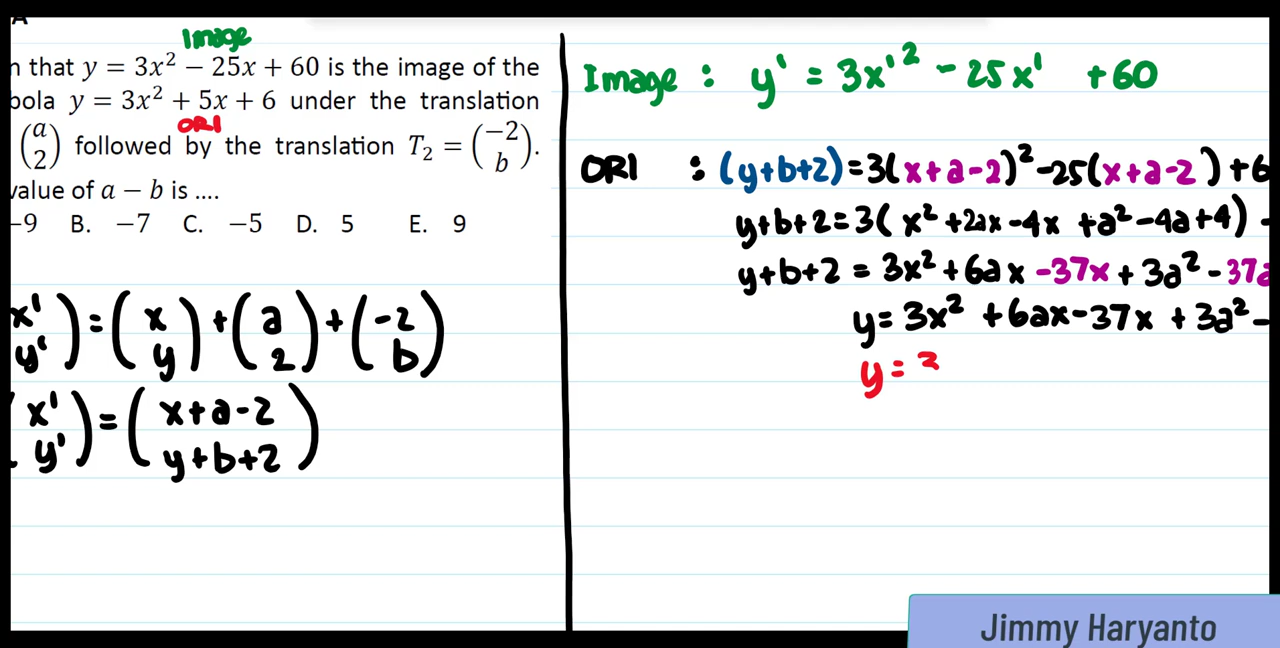 A
Image
n that y = 3x² − 25x + 60 is the image of the
bola y = 3x² + 5x + 6 under the translation
ORI
(a 2) followed by the translation T₂ = (−2 b).
value of a − b is ....
−9 B. −7 C. −5 D. 5 E. 9
(x' y') = (x y) + (a 2) + (−2 b)
(x' y') = (x+a−2 y+b+2)
Image : y' = 3x'² − 25x' + 60
ORI : (y+b+2) = 3(x+a−2)² − 25(x+a−2) + 6
y+b+2 = 3(x² + 2ax − 4x + a² − 4a + 4) −
y+b+2 = 3x² + 6ax − 37x + 3a² − 37a
y = 3x² + 6ax − 37x + 3a² −
y = 3
Jimmy Haryanto